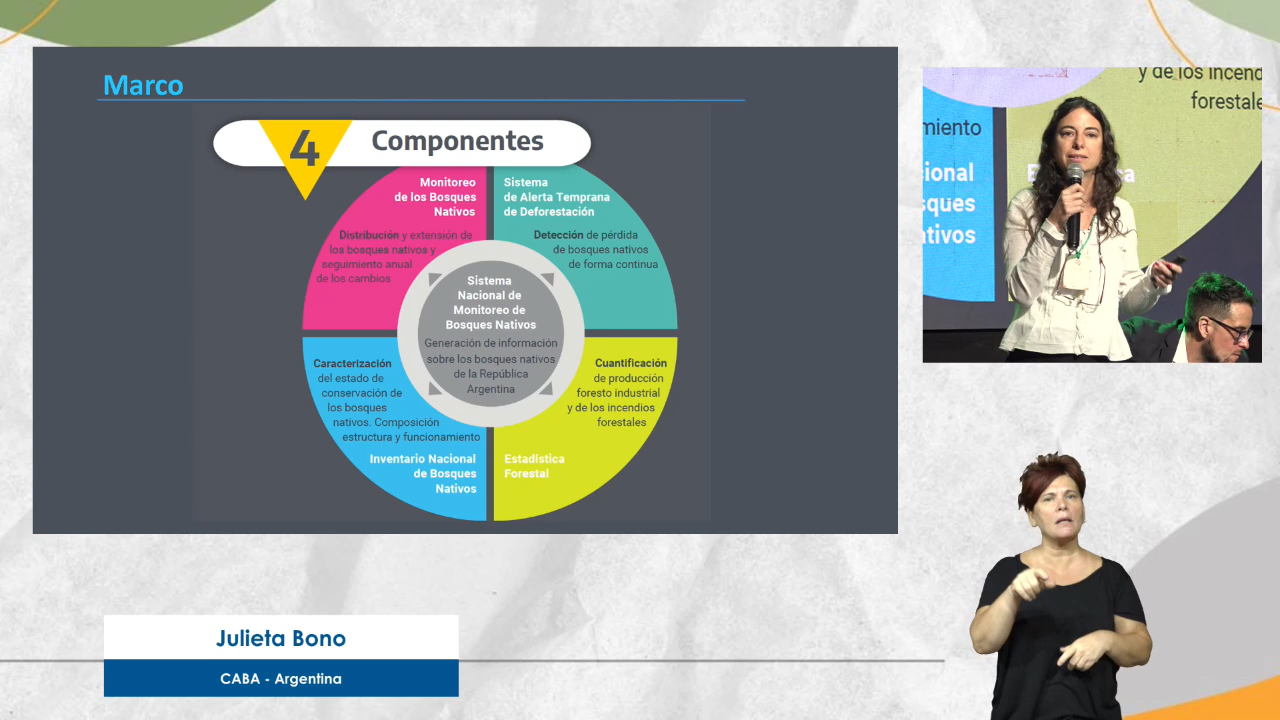 Marco
4
Componentes
Monitoreo
de los Bosques
Nativos
Distribución y extensión de
los bosques nativos y
seguimiento anual
de los cambios
Sistema
de Alerta Temprana
de Deforestación
Detección de pérdida
de bosques nativos
de forma continua
Sistema
Nacional de
Monitoreo de
Bosques Nativos
Generación de información
sobre los bosques nativos
de la República
Argentina
Caracterización
del estado de
conservación de
los bosques
nativos. Composición
estructura y funcionamiento
Inventario Nacional
de Bosques
Nativos
Cuantificación
de producción
foresto industrial
y de los incendios
forestales
Estadística
Forestal
y de los incend
forestale
miento
ional
sques
ativos
Julieta Bono
CABA - Argentina